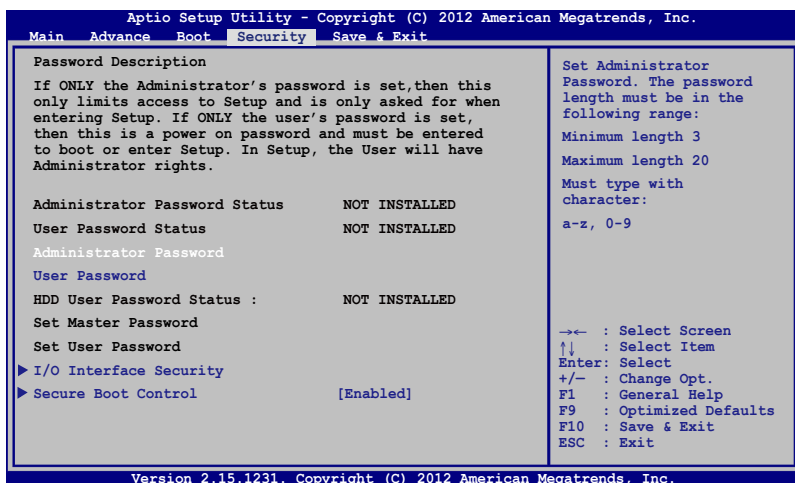 Aptio Setup Utility - Copyright (C) 2012 American Megatrends, Inc.
Main Advance Boot Security Save & Exit
Password Description
If ONLY the Administrator's password is set,then this
only limits access to Setup and is only asked for when
entering Setup. If ONLY the user's password is set,
then this is a power on password and must be entered
to boot or enter Setup. In Setup, the User will have
Administrator rights.
Administrator Password Status NOT INSTALLED
User Password Status NOT INSTALLED
Administrator Password
User Password
HDD User Password Status : NOT INSTALLED
Set Master Password
Set User Password
I/O Interface Security
Secure Boot Control [Enabled]
Set Administrator
Password. The password
length must be in the
following range:
Minimum length 3
Maximum length 20
Must type with
character:
a-z, 0-9
→← : Select Screen
↑↓ : Select Item
Enter: Select
+/— : Change Opt.
F1 : General Help
F9 : Optimized Defaults
F10 : Save & Exit
ESC : Exit
Version 2.15.1231. Copyright (C) 2012 American Megatrends, Inc.